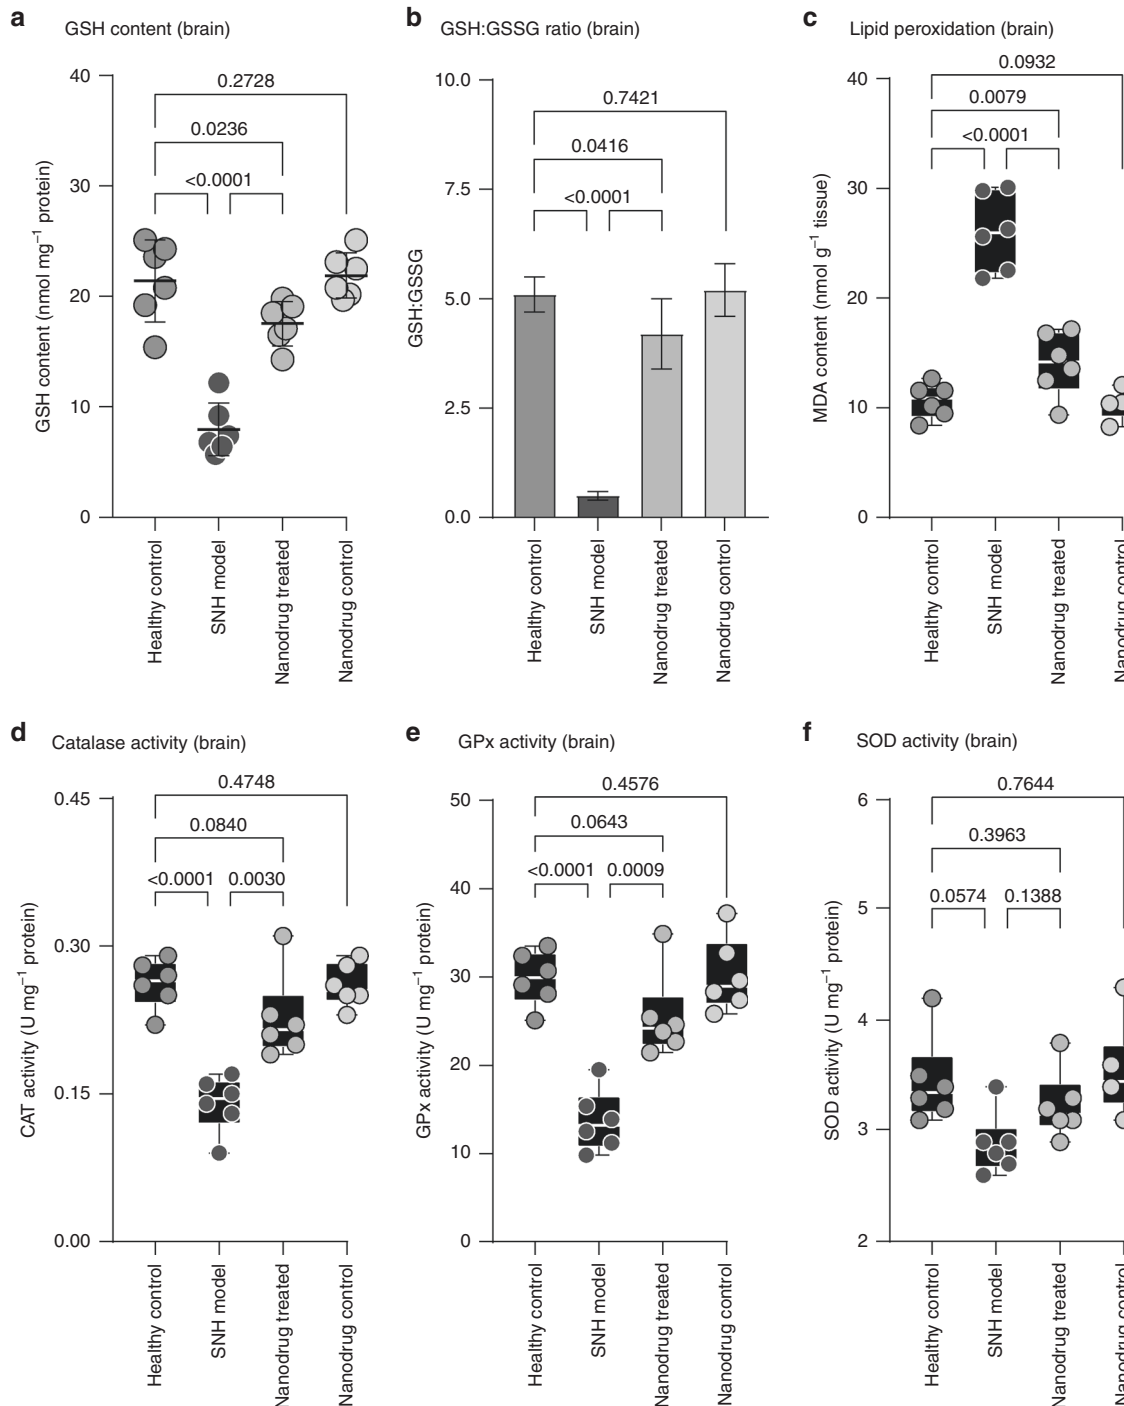 a GSH content (brain)
GSH content (nmol mg⁻¹ protein)
40
30
20
10
0
0.2728
0.0236
<0.0001
Healthy control
SNH model
Nanodrug treated
Nanodrug control
b GSH:GSSG ratio (brain)
GSH:GSSG
10.0
7.5
5.0
2.5
0.0
0.7421
0.0416
<0.0001
Healthy control
SNH model
Nanodrug treated
Nanodrug control
c Lipid peroxidation (brain)
MDA content (nmol g⁻¹ tissue)
40
30
20
10
0
0.0932
0.0079
<0.0001
Healthy control
SNH model
Nanodrug treated
Nanodrug control
d Catalase activity (brain)
CAT activity (U mg⁻¹ protein)
0.45
0.30
0.15
0.00
0.4748
0.0840
<0.0001 0.0030
Healthy control
SNH model
Nanodrug treated
Nanodrug control
e GPx activity (brain)
GPx activity (U mg⁻¹ protein)
50
40
30
20
10
0
0.4576
0.0643
<0.0001 0.0009
Healthy control
SNH model
Nanodrug treated
Nanodrug control
f SOD activity (brain)
SOD activity (U mg⁻¹ protein)
6
5
4
3
2
0.7644
0.3963
0.0574 0.1388
Healthy control
SNH model
Nanodrug treated
Nanodrug control